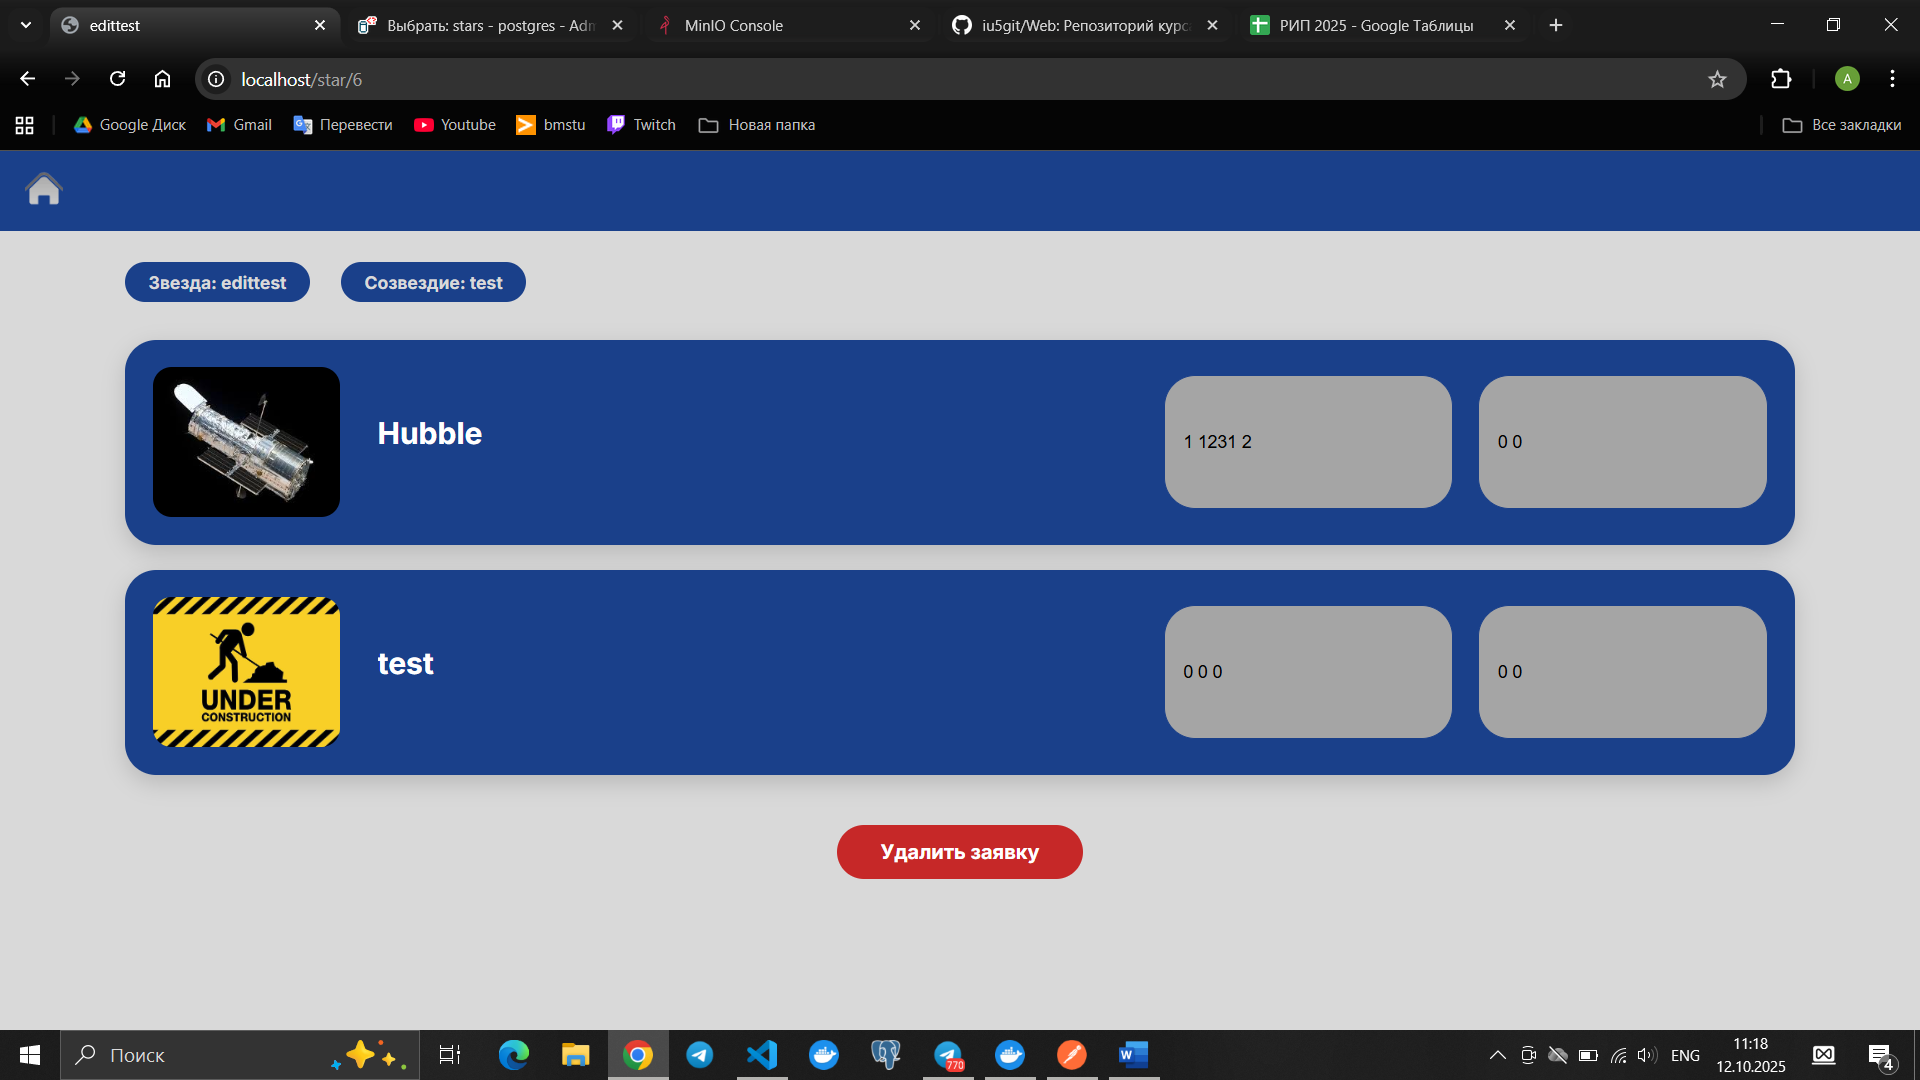 edittest
Выбрать: stars - postgres - Adm
MinIO Console
iu5git/Web: Репозиторий курс
РИП 2025 - Google Таблицы
localhost/star/6
A
Google Диск
Gmail
Перевести
Youtube
bmstu
Twitch
Новая папка
Все закладки
Звезда: edittest
Созвездие: test
Hubble
1 1231 2
0 0
UNDER
CONSTRUCTION
test
0 0 0
0 0
Удалить заявку
Поиск
770
ENG
11:18
12.10.2025
4